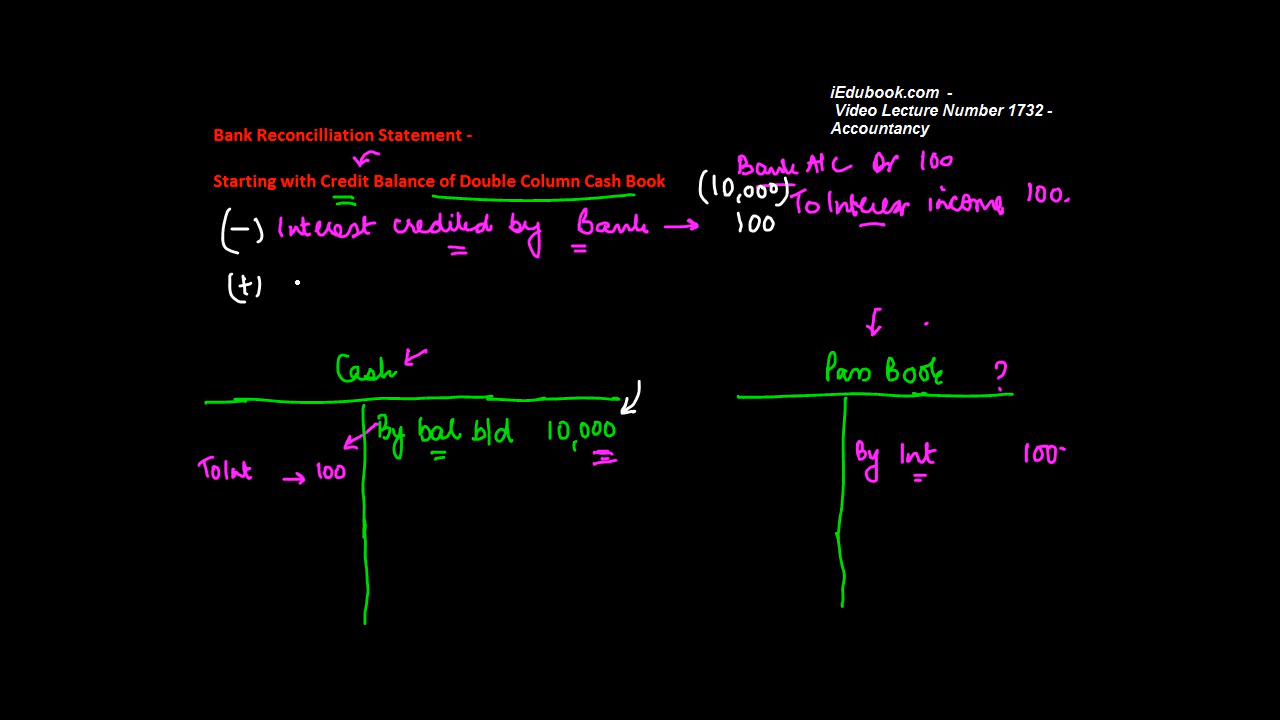 iEdubook.com -
Video Lecture Number 1732 -
Accountancy
Bank Reconcilliation Statement -
Starting with Credit Balance of Double Column Cash Book
Bank A/C Dr 100
(10,000) To Interest income 100.
(-) Interest credited by Bank → 100
(+)
Cash
Pass Book ?
By bal b/d 10,000
To Int → 100
By Int 100